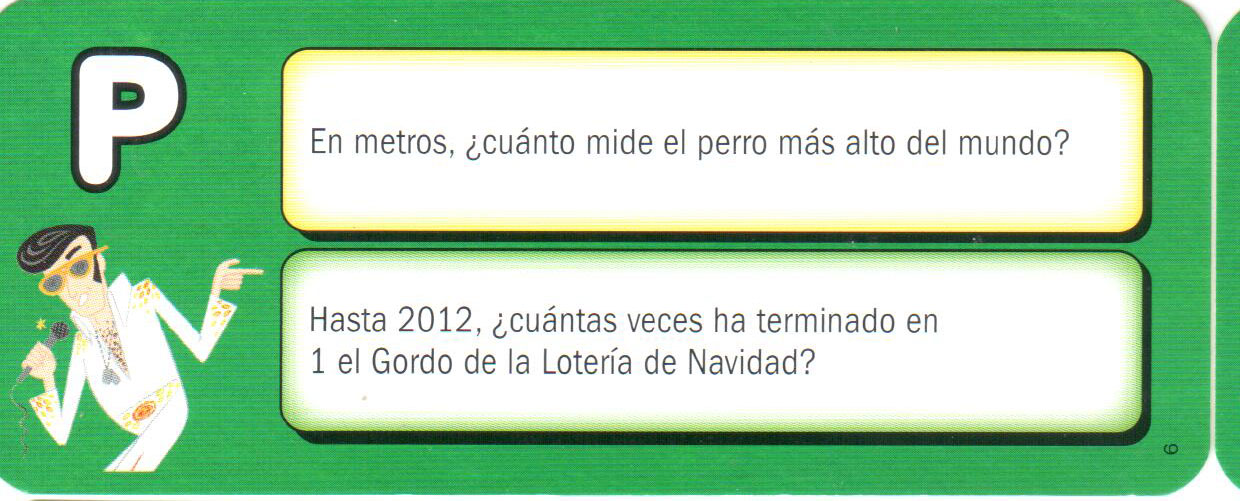 P
En metros, ¿cuánto mide el perro más alto del mundo?
Hasta 2012, ¿cuántas veces ha terminado en
1 el Gordo de la Lotería de Navidad?
6